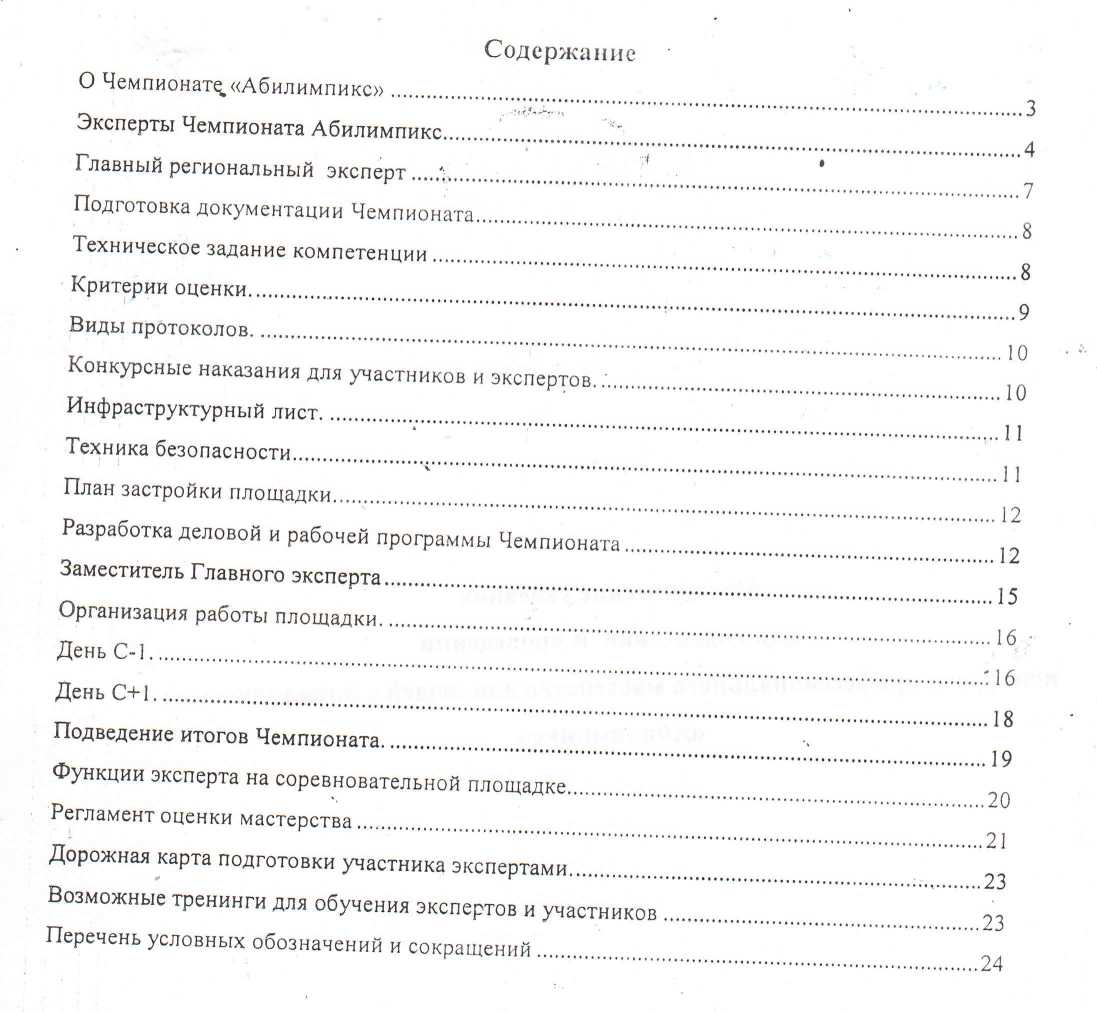 Содержание
О Чемпионате «Абилимпикс» ........ 3
Эксперты Чемпионата Абилимпикс........ 4
Главный региональный эксперт ........ 7
Подготовка документации Чемпионата........ 8
Техническое задание компетенции ........ 8
Критерии оценки. ........ 9
Виды протоколов. ........ 10
Конкурсные наказания для участников и экспертов. ........ 10
Инфраструктурный лист. ........ 11
Техника безопасности........ 11
План застройки площадки........ 12
Разработка деловой и рабочей программы Чемпионата ........ 12
Заместитель Главного эксперта ........ 15
Организация работы площадки. ........ 16
День С-1. ........ 16
День С+1. ........ 18
Подведение итогов Чемпионата. ........ 19
Функции эксперта на соревновательной площадке........ 20
Регламент оценки мастерства ........ 21
Дорожная карта подготовки участника экспертами. ........ 23
Возможные тренинги для обучения экспертов и участников ........ 23
Перечень условных обозначений и сокращений ........ 24